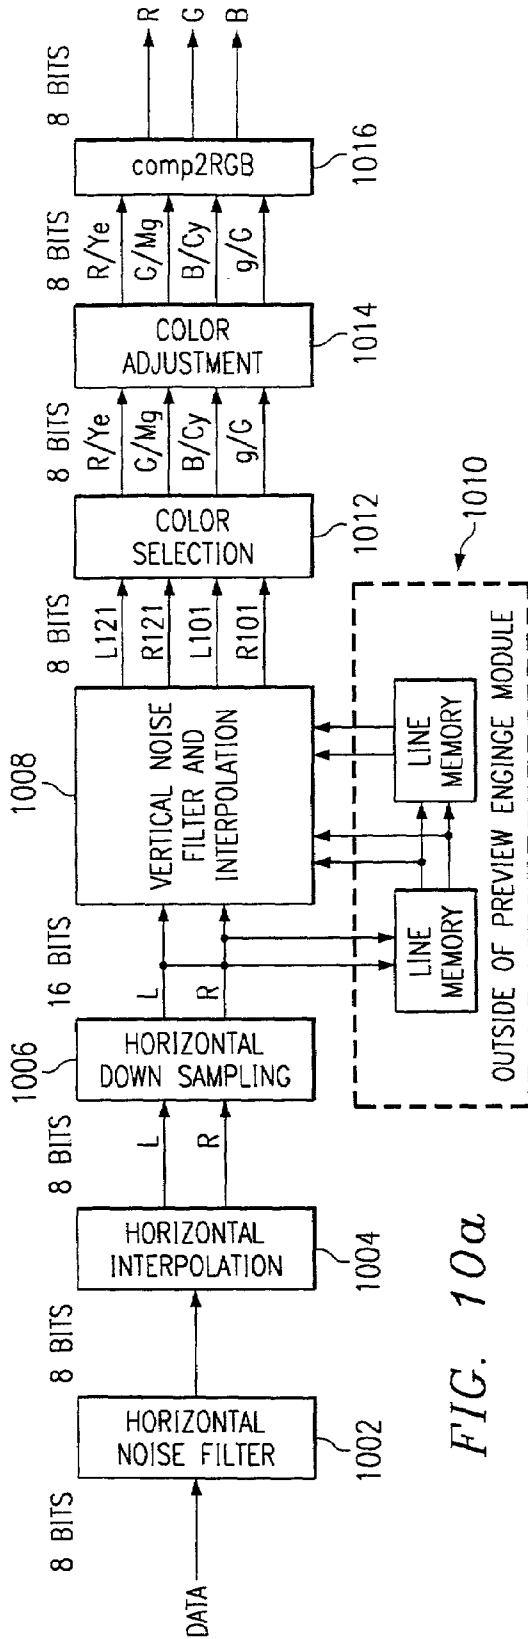 DATA
8 BITS
HORIZONTAL
NOISE FILTER
1002
8 BITS
HORIZONTAL
INTERPOLATION
1004
8 BITS
L
R
HORIZONTAL
DOWN SAMPLING
1006
16 BITS
L
R
VERTICAL NOISE
FILTER AND
INTERPOLATION
1008
LINE
MEMORY
LINE
MEMORY
OUTSIDE OF PREVIEW ENGINGE MODULE
1010
8 BITS
L121
R121
L101
R101
COLOR
SELECTION
1012
8 BITS
R/Ye
G/Mg
B/Cy
g/G
COLOR
ADJUSTMENT
1014
8 BITS
R/Ye
G/Mg
B/Cy
g/G
comp2RGB
1016
8 BITS
R
G
B
FIG. 10a